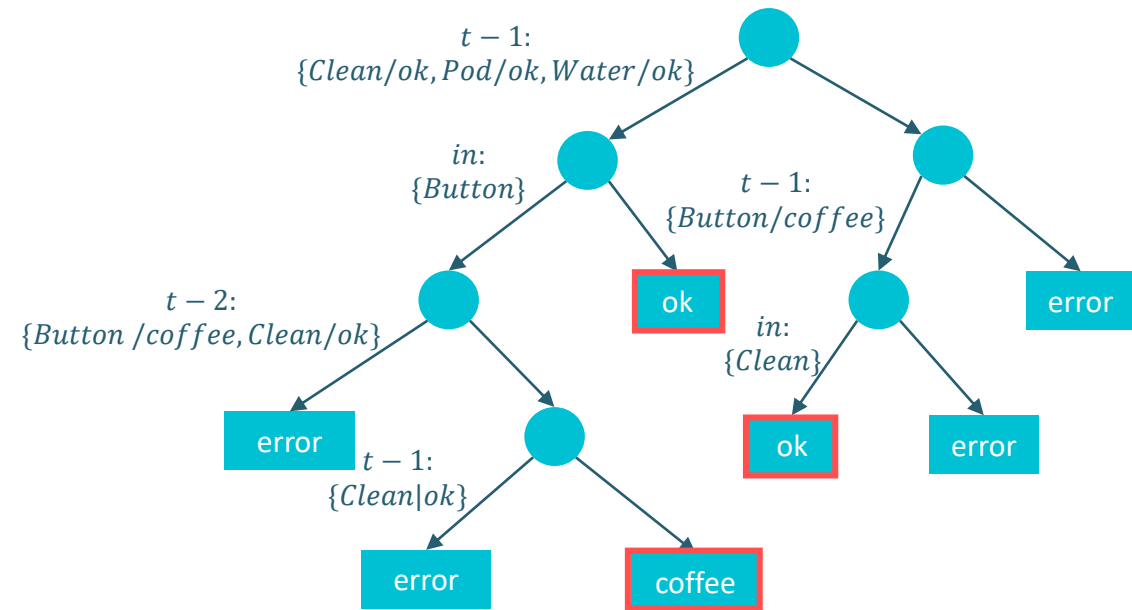 t − 1:
{Clean/ok, Pod/ok, Water/ok}
in:
{Button}
t − 1:
{Button/coffee}
t − 2:
{Button /coffee, Clean/ok}
ok
error
in:
{Clean}
error
ok
error
t − 1:
{Clean|ok}
error
coffee